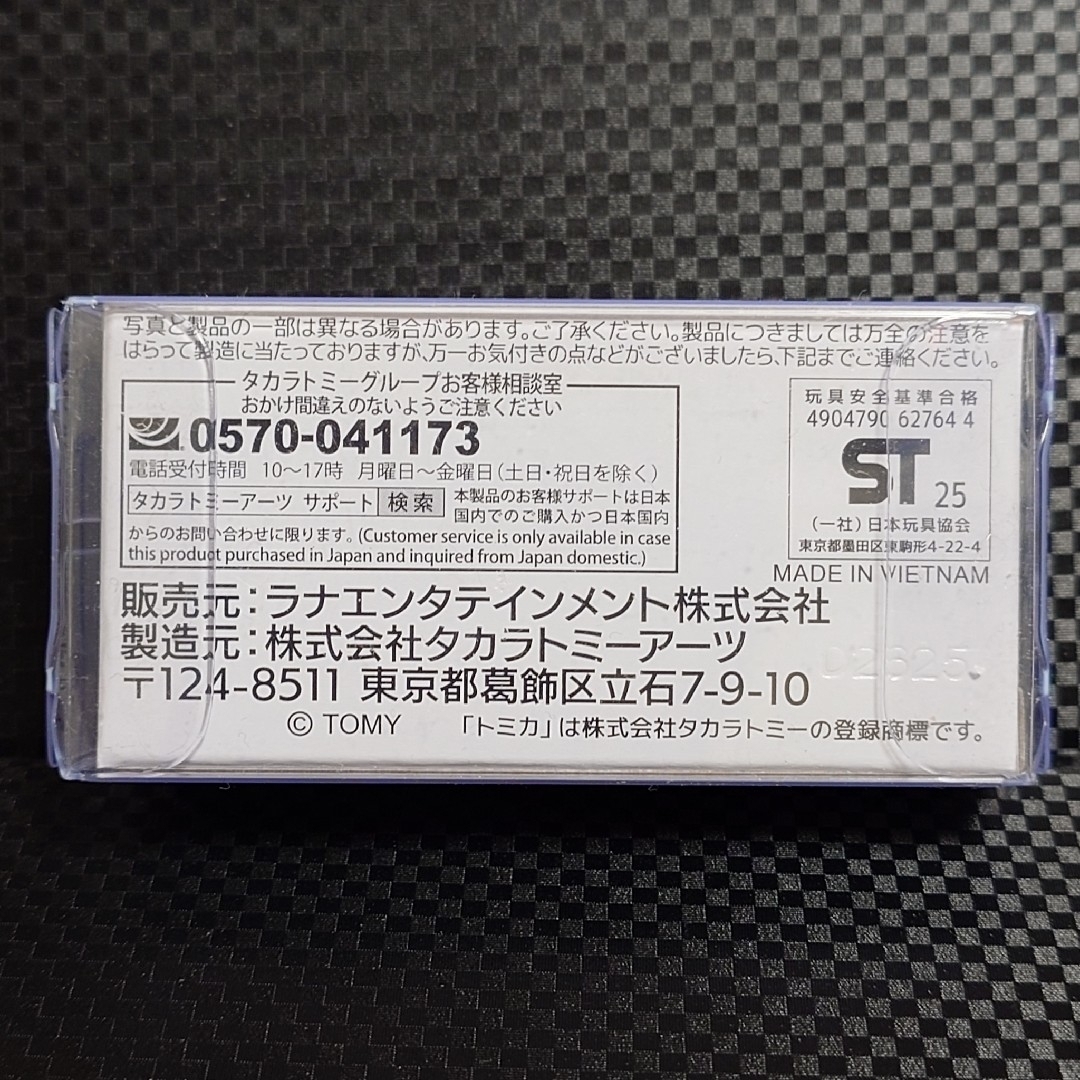 写真と製品の一部は異なる場合があります。ご了承ください。製品につきましては万全の注意を
はらって製造に当たっておりますが、万一お気付きの点などがございましたら、下記までご連絡ください。
タカラトミーグループお客様相談室
おかけ間違えのないようご注意ください
0570-041173
電話受付時間 10〜17時 月曜日〜金曜日(土日・祝日を除く)
タカラトミーアーツ サポート 検索 本製品のお客様サポートは日本
国内でのご購入かつ日本国内
からのお問い合わせに限ります。(Customer service is only available in case
this product purchased in Japan and inquired from Japan domestic.)
玩具安全基準合格
4904790 62764 4
ST 25
(一社)日本玩具協会
東京都墨田区東駒形4-22-4
MADE IN VIETNAM
販売元:ラナエンタテインメント株式会社
製造元:株式会社タカラトミーアーツ
〒124-8511 東京都葛飾区立石7-9-10
© TOMY 「トミカ」は株式会社タカラトミーの登録商標です。